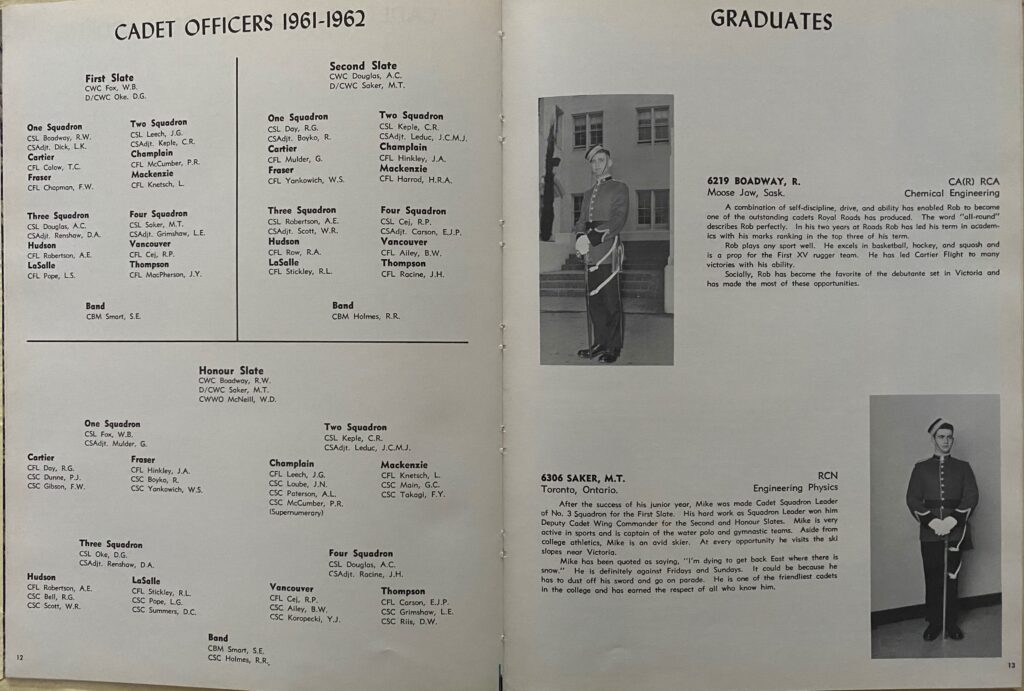 CADET OFFICERS 1961-1962
First Slate
CWC Fox, W.B.
D/CWC Oke. D.G.
One Squadron
CSL Boadway, R.W.
CSAdjt. Dick, L.K.
Cartier
CFL Colow, T.C.
Fraser
CFL Chapman, F.W.
Two Squadron
CSL Leech, J.G.
CSAdjt. Keple, C.R.
Champlain
CFL McCumber, P.R.
Mackenzie
CFL Knetsch, L.
Three Squadron
CSL Douglas, A.C.
CSAdjt. Renshaw, D.A.
Hudson
CFL Robertson, A.E.
LaSalle
CFL Pope, L.S.
Four Squadron
CSL Saker, M.T.
CSAdjt. Grimshaw, L.E.
Vancouver
CFL Cej, R.P.
Thompson
CFL MacPherson, J.Y.
Band
CBM Smart, S.E.
Second Slate
CWC Douglas, A.C.
D/CWC Saker, M.T.
One Squadron
CSL Day, R.G.
CSAdjt. Boyko, R.
Cartier
CFL Mulder, G.
Fraser
CFL Yankowich, W.S.
Two Squadron
CSL Keple, C.R.
CSAdjt. Leduc, J.C.M.J.
Champlain
CFL Hinkley, J.A.
Mackenzie
CFL Harrod, H.R.A.
Three Squadron
CSL Robertson, A.E.
CSAdjt. Scott, W.R.
Hudson
CFL Row, R.A.
LaSalle
CFL Stickley, R.L.
Four Squadron
CSL Cej, R.P.
CSAdjt. Carson, E.J.P.
Vancouver
CFL Ailey, B.W.
Thompson
CFL Racine, J.H.
Band
CBM Holmes, R.R.
Honour Slate
CWC Boadway, R.W.
D/CWC Saker, M.T.
CWWO McNeill, W.D.
One Squadron
CSL Fox, W.B.
CSAdjt. Mulder, G.
Cartier
CFL Day, R.G.
CSC Dunne, P.J.
CSC Gibson, F.W.
Fraser
CFL Hinkley, J.A.
CSC Boyko, R.
CSC Yankowich, W.S.
Two Squadron
CSL Keple, C.R.
CSAdjt. Leduc, J.C.M.J.
Champlain
CFL Leech, J.G.
CSC Laube, J.N.
CSC Paterson, A.L.
CSC McCumber, P.R.
(Supernumerary)
Mackenzie
CFL Knetsch, L.
CSC Main, G.C.
CSC Takagi, F.Y.
Three Squadron
CSL Oke, D.G.
CSAdjt. Renshaw, D.A.
Hudson
CFL Robertson, A.E.
CSC Bell, R.G.
CSC Scott, W.R.
LaSalle
CFL Stickley, R.L.
CSC Pope, L.G.
CSC Summers, D.C.
Four Squadron
CSL Douglas, A.C.
CSAdjt. Racine, J.H.
Vancouver
CFL Cej, R.P.
CSC Ailey, B.W.
CSC Koropecki, Y.J.
Thompson
CFL Carson, E.J.P.
CSC Grimshaw, L.E.
CSC Riis, D.W.
Band
CBM Smart, S.E.
CSC Holmes, R.R.
12
GRADUATES
6219 BOADWAY, R. CA(R) RCA
Moose Jaw, Sask. Chemical Engineering
A combination of self-discipline, drive, and ability has enabled Rob to become
one of the outstanding cadets Royal Roads has produced. The word "all-round"
describes Rob perfectly. In his two years at Roads Rob has led his term in academ-
ics with his marks ranking in the top three of his term.
Rob plays any sport well. He excels in basketball, hockey, and squash and
is a prop for the First XV rugger team. He has led Cartier Flight to many
victories with his ability.
Socially, Rob has become the favorite of the debutante set in Victoria and
has made the most of these opportunities.
6306 SAKER, M.T. RCN
Toronto, Ontario. Engineering Physics
After the success of his junior year, Mike was made Cadet Squadron Leader
of No. 3 Squadron for the First Slate. His hard work as Squadron Leader won him
Deputy Cadet Wing Commander for the Second and Honour Slates. Mike is very
active in sports and is captain of the water polo and gymnastic teams. Aside from
college athletics, Mike is an avid skier. At every opportunity he visits the ski
slopes near Victoria.
Mike has been quoted as saying, "I'm dying to get back East where there is
snow." He is definitely against Fridays and Sundays. It could be because he
has to dust off his sword and go on parade. He is one of the friendliest cadets
in the college and has earned the respect of all who know him.
13